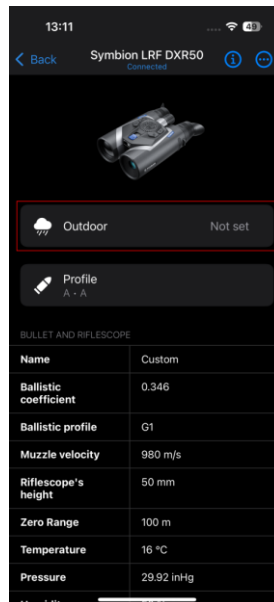 13:11
49
Back
Symbion LRF DXR50
Connected
Outdoor
Not set
Profile
A - A
BULLET AND RIFLESCOPE
Name
Custom
Ballistic
coefficient
0.346
Ballistic profile
G1
Muzzle velocity
980 m/s
Riflescope's
height
50 mm
Zero Range
100 m
Temperature
16 °C
Pressure
29.92 inHg